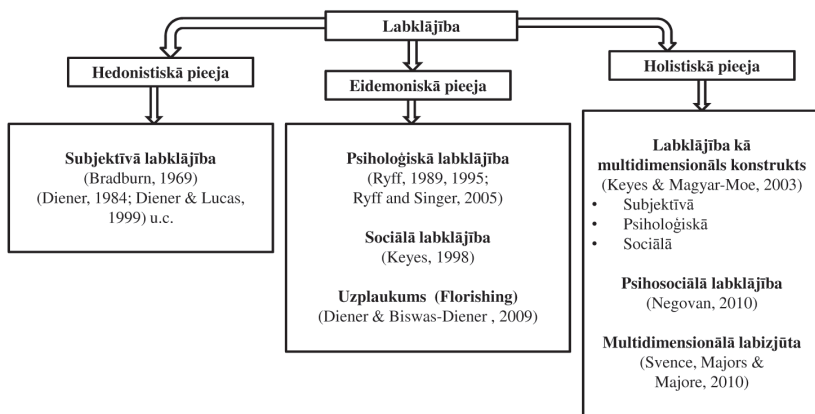 Labklājība
Hedonistiskā pieeja
Eidemoniskā pieeja
Holistiskā pieeja
Subjektīvā labklājība
(Bradburn, 1969)
(Diener, 1984; Diener & Lucas,
1999) u.c.
Psiholoģiskā labklājība
(Ryff, 1989, 1995;
Ryff and Singer, 2005)
Sociālā labklājība
(Keyes, 1998)
Uzplaukums (Florishing)
(Diener & Biswas-Diener , 2009)
Labklājība kā
multidimensionāls konstrukts
(Keyes & Magyar-Moe, 2003)
• Subjektīvā
• Psiholoģiskā
• Sociālā
Psihosociālā labklājība
(Negovan, 2010)
Multidimensionālā labizjūta
(Svence, Majors &
Majore, 2010)